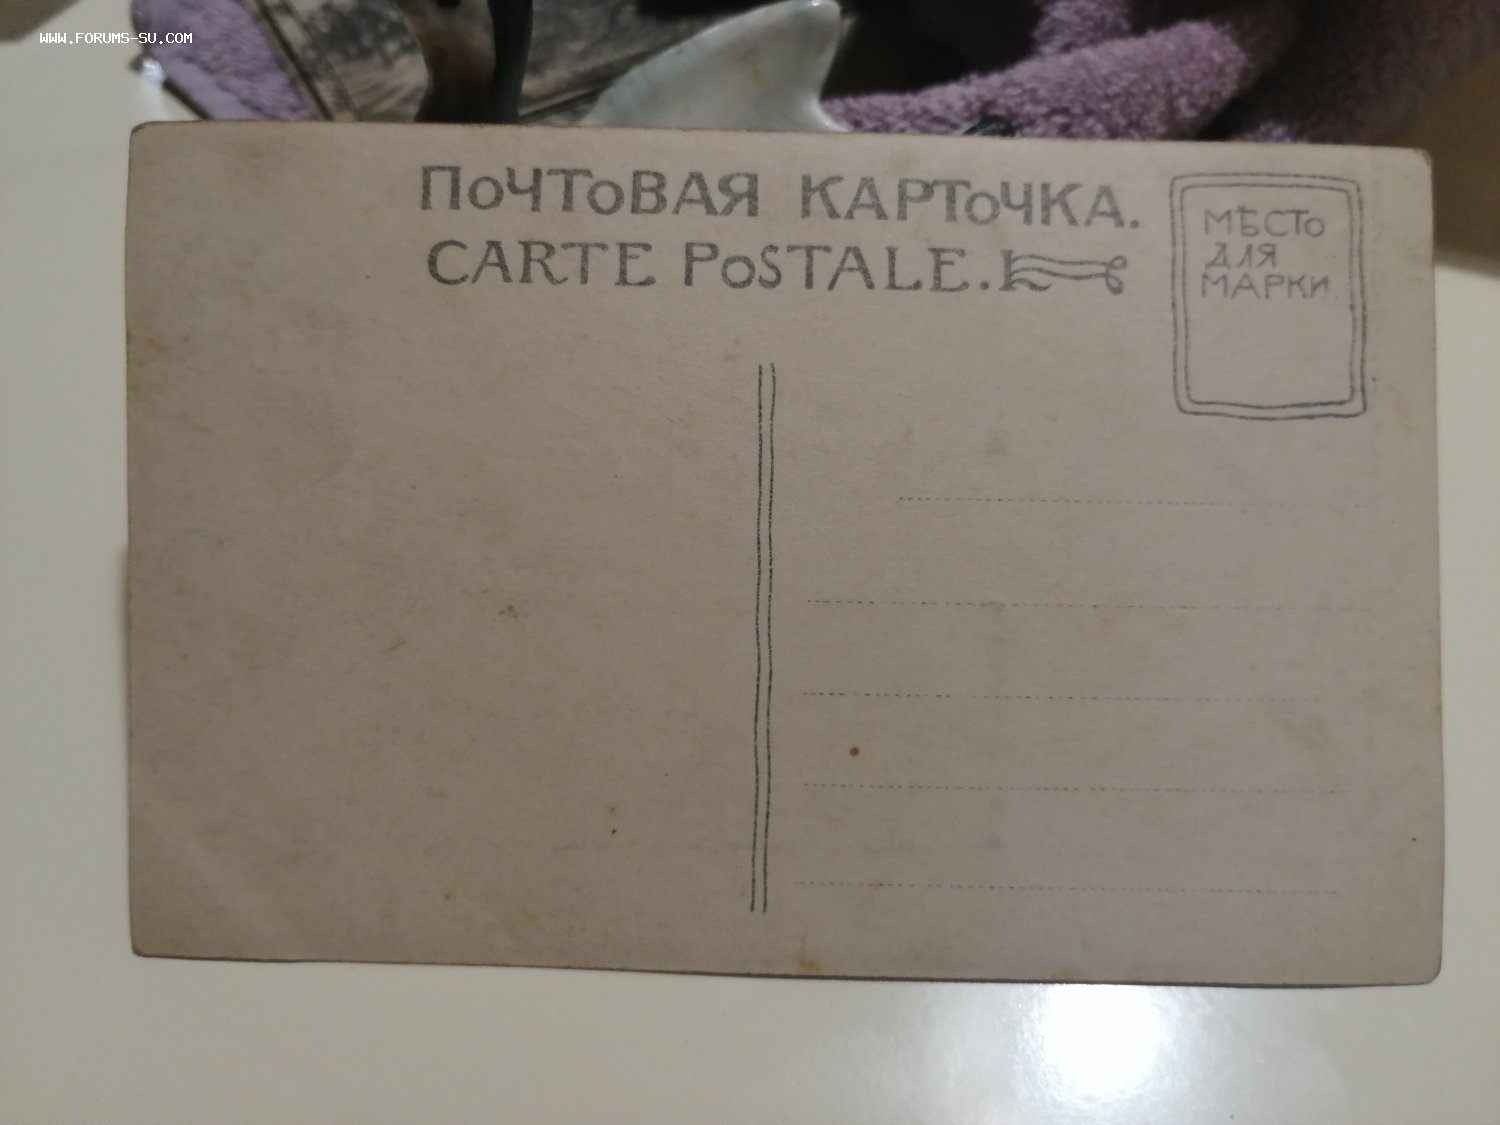 WWW.FORUMS-SU.COM
ПОЧТОВАЯ КАРТОЧКА.
CARTE POSTALE.
МѢСТО
ДЛЯ
МАРКИ.